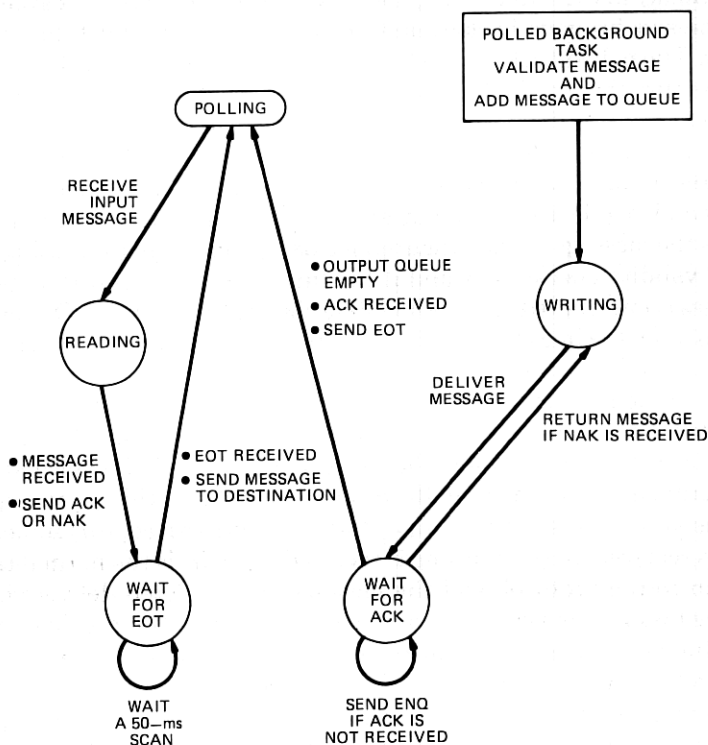 POLLED BACKGROUND
TASK
VALIDATE MESSAGE
AND
ADD MESSAGE TO QUEUE
POLLING
RECEIVE
INPUT
MESSAGE
• OUTPUT QUEUE
EMPTY
• ACK RECEIVED
• SEND EOT
WRITING
READING
DELIVER
MESSAGE
RETURN MESSAGE
IF NAK IS RECEIVED
• MESSAGE
RECEIVED
• SEND ACK
OR NAK
• EOT RECEIVED
• SEND MESSAGE
TO DESTINATION
WAIT
FOR
EOT
WAIT
FOR
ACK
WAIT
A 50–ms
SCAN
SEND ENQ
IF ACK IS
NOT RECEIVED